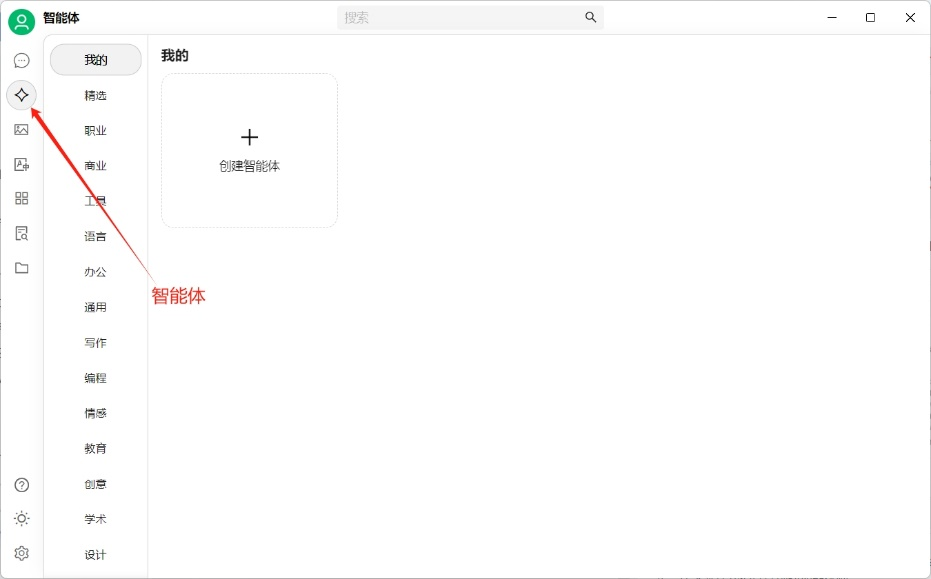 智能体
搜索
我的
我的
精选
职业
商业
工具
语言
办公
智能体
通用
写作
编程
情感
教育
创意
学术
设计
创建智能体